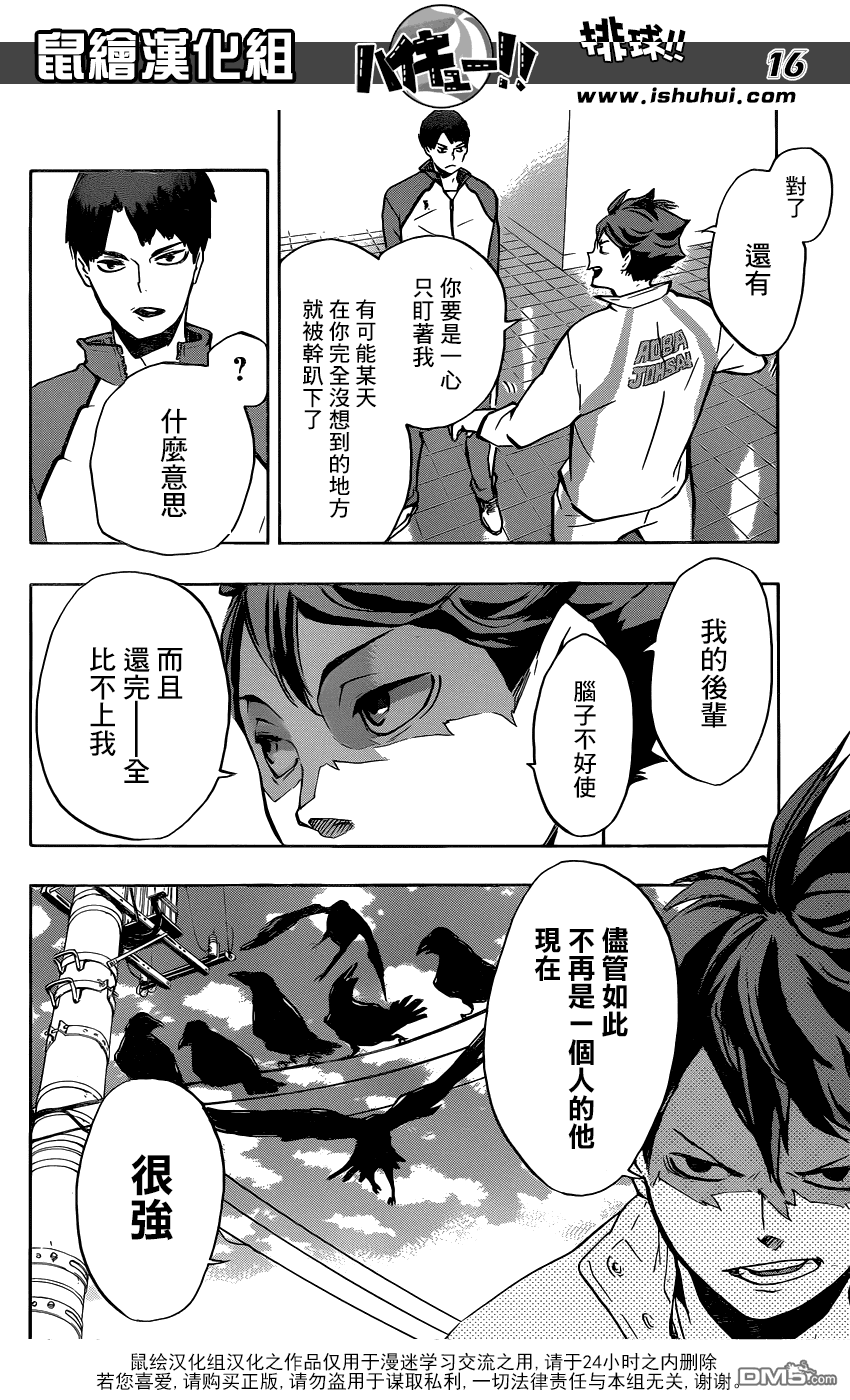 鼠繪漢化組
ハイキュー!!
排球!!
16
www.ishuhui.com
對了
還有
你要是一心
只盯著我
有可能某天
在你完全沒想到的地方
就被幹趴下了
AOBA
JOHSAI
?
什麼意思
我的後輩
腦子不好使
而且
還完——全
比不上我
儘管如此
不再是一個人的他
現在
很強
鼠绘汉化组汉化之作品仅用于漫迷学习交流之用, 请于24小时之内删除
若您喜爱, 请购买正版, 请勿盗用于谋取私利, 一切法律责任与本组无关, 谢谢。
DM5.com